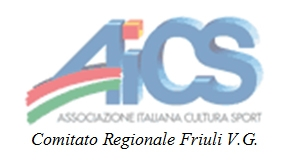 AiCS
ASSOCIAZIONE ITALIANA CULTURA SPORT
Comitato Regionale Friuli V.G.